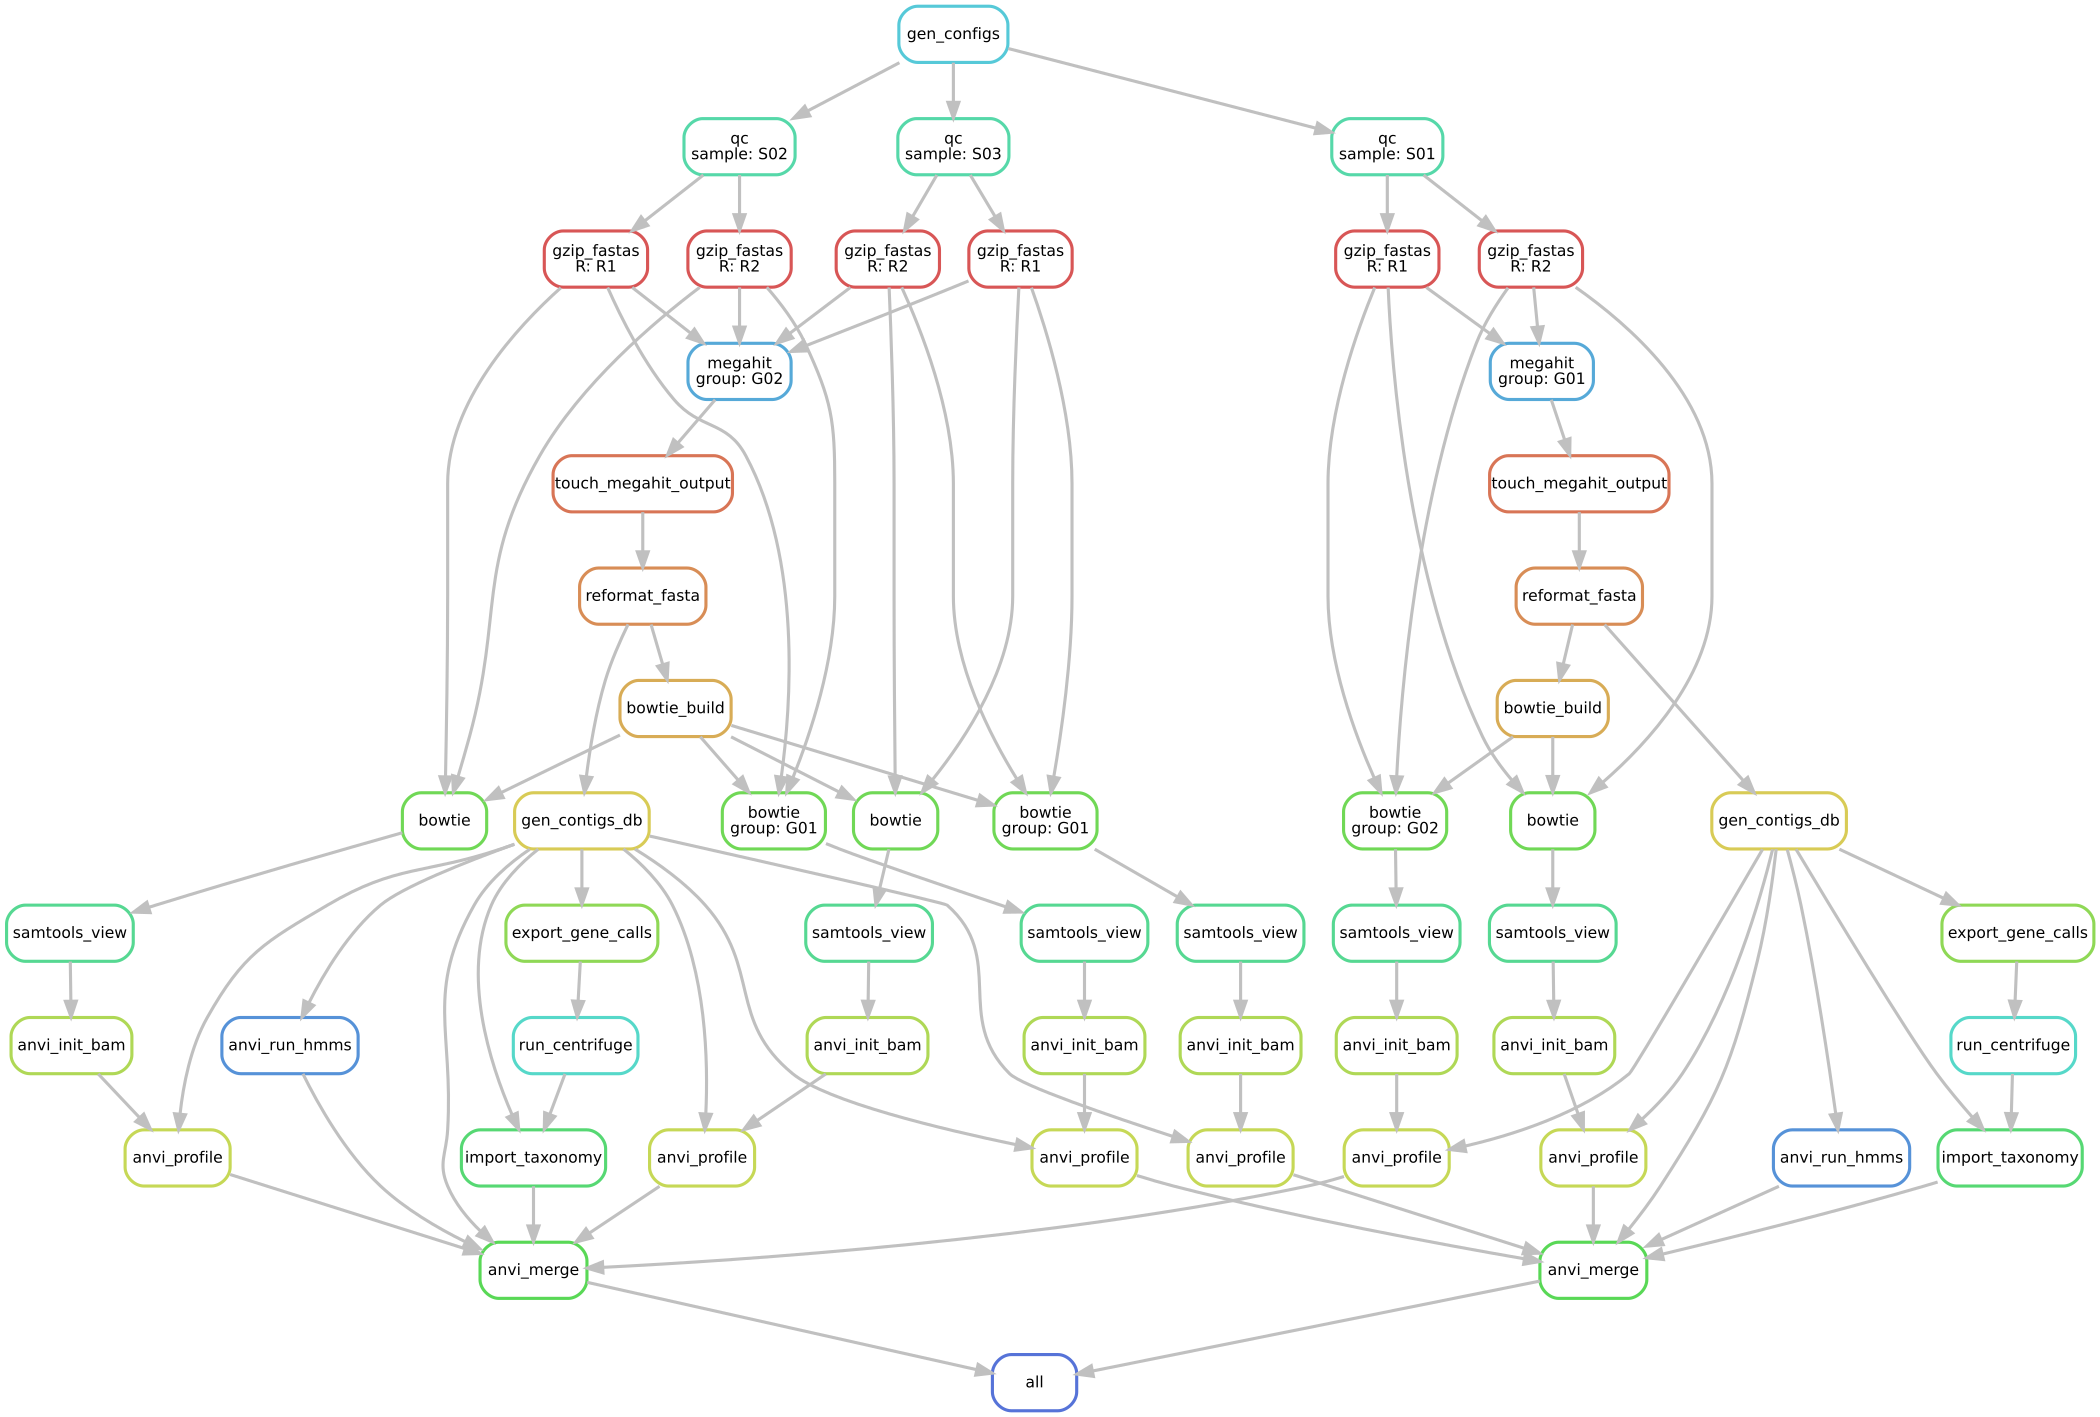 gen_configs
qc
sample: S02
qc
sample: S03
qc
sample: S01
gzip_fastas
R: R1
gzip_fastas
R: R2
gzip_fastas
R: R2
gzip_fastas
R: R1
gzip_fastas
R: R1
gzip_fastas
R: R2
megahit
group: G02
megahit
group: G01
touch_megahit_output
touch_megahit_output
reformat_fasta
reformat_fasta
bowtie_build
bowtie_build
bowtie
gen_contigs_db
bowtie
group: G01
bowtie
bowtie
group: G01
bowtie
group: G02
bowtie
gen_contigs_db
samtools_view
export_gene_calls
samtools_view
samtools_view
samtools_view
samtools_view
samtools_view
export_gene_calls
anvi_init_bam
anvi_run_hmms
run_centrifuge
anvi_init_bam
anvi_init_bam
anvi_init_bam
anvi_init_bam
anvi_init_bam
run_centrifuge
anvi_profile
import_taxonomy
anvi_profile
anvi_profile
anvi_profile
anvi_profile
anvi_profile
anvi_run_hmms
import_taxonomy
anvi_merge
anvi_merge
all